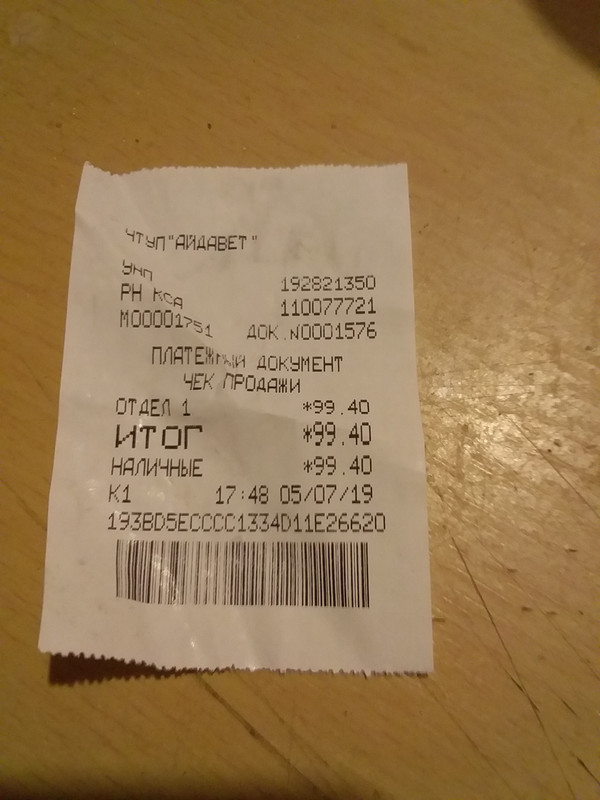 ЧТУП"АЙДАВЕТ"
УНП 192821350
РН КСА 110077721
М00001751 ДОК.N0001576
ПЛАТЕЖНЫЙ ДОКУМЕНТ
ЧЕК ПРОДАЖИ
ОТДЕЛ 1 *99.40
ИТОГ *99.40
НАЛИЧНЫЕ *99.40
К1 17:48 05/07/19
193BD5ECCCC1334D11E26620